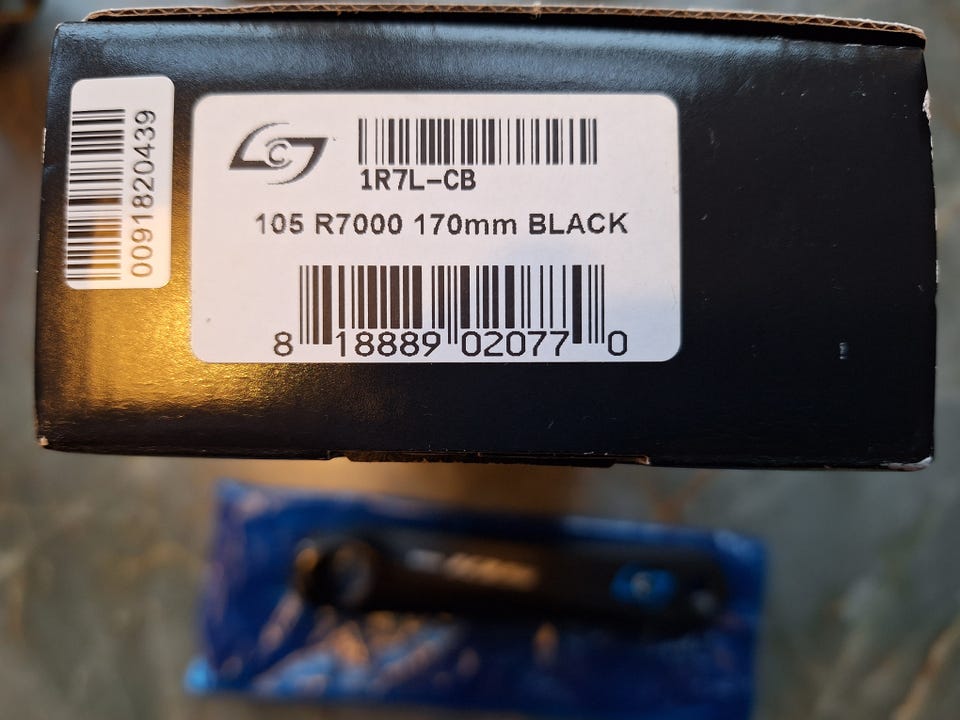 0091820439
1R7L-CB
105 R7000 170mm BLACK
8 18889 02077 0